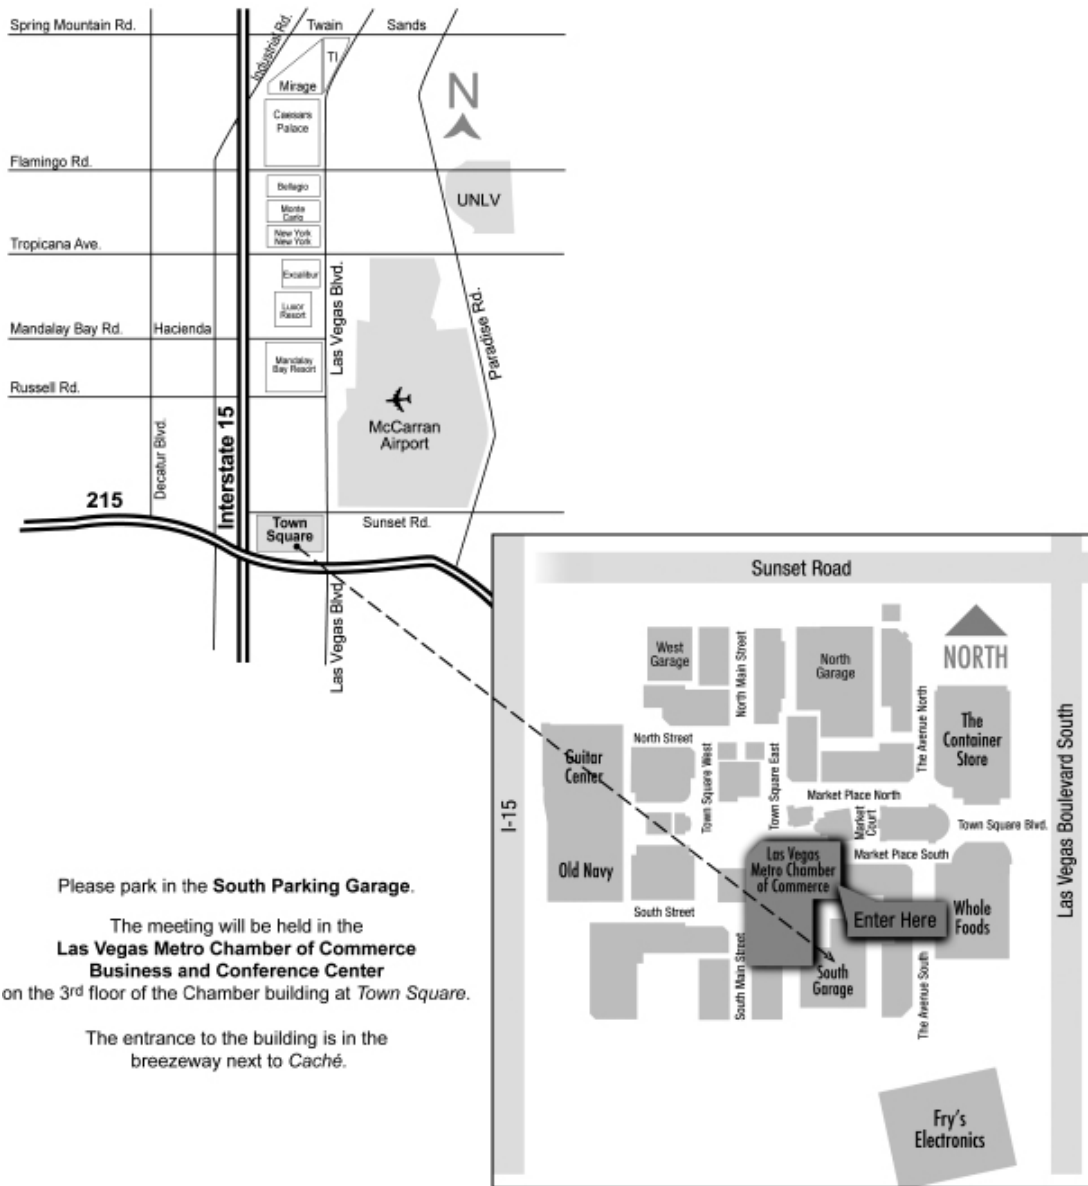 Spring Mountain Rd.
Industrial Rd.
Twain
Sands
TI
Mirage
Caesars
Palace
N
Flamingo Rd.
Bellagio
Monte
Carlo
New York
New York
UNLV
Tropicana Ave.
Excalibur
Luxor
Resort
Las Vegas Blvd.
Paradise Rd.
Mandalay Bay Rd.
Hacienda
Mandalay
Bay Resort
Russell Rd.
McCarran
Airport
Decatur Blvd.
Interstate 15
215
Town
Square
Sunset Rd.
Las Vegas Blvd.
Sunset Road
West
Garage
North Main Street
North
Garage
NORTH
The Avenue North
The
Container
Store
North Street
Guitar
Center
Town Square West
Town Square East
Market Place North
Market
Court
Town Square Blvd.
I-15
Las Vegas Boulevard South
Old Navy
Las Vegas
Metro Chamber
of Commerce
Market Place South
South Street
Enter Here
Whole
Foods
South Main Street
South
Garage
The Avenue South
Fry's
Electronics
Please park in the South Parking Garage.
The meeting will be held in the
Las Vegas Metro Chamber of Commerce
Business and Conference Center
on the 3rd floor of the Chamber building at Town Square.
The entrance to the building is in the
breezeway next to Caché.